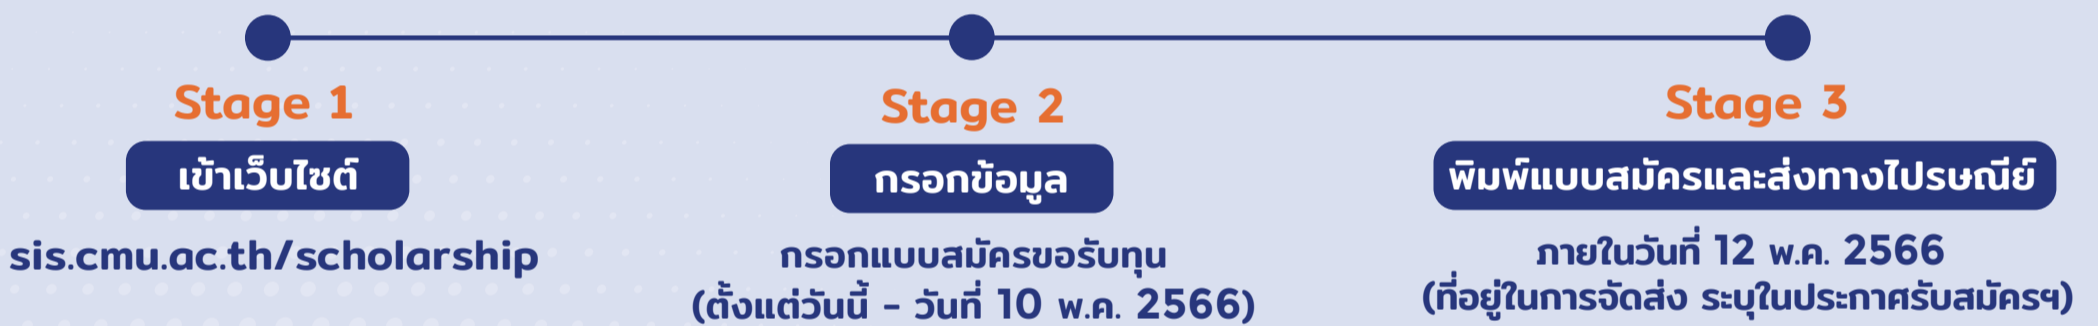 Stage 1
เข้าเว็บไซต์
sis.cmu.ac.th/scholarship
Stage 2
กรอกข้อมูล
กรอกแบบสมัครขอรับทุน
(ตั้งแต่วันนี้ - วันที่ 10 พ.ค. 2566)
Stage 3
พิมพ์แบบสมัครและส่งทางไปรษณีย์
ภายในวันที่ 12 พ.ค. 2566
(ที่อยู่ในการจัดส่ง ระบุในประกาศรับสมัครฯ)